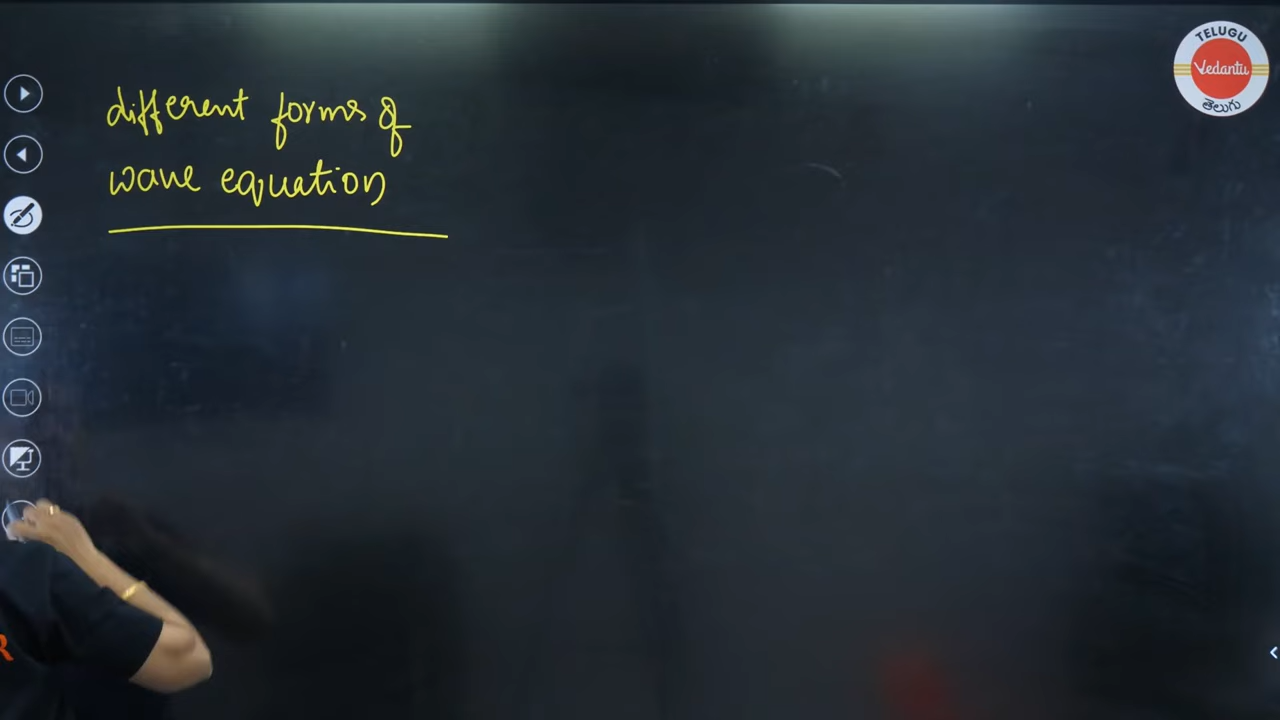 different forms of
wave equation
TELUGU
Vedantu
తెలుగు
R